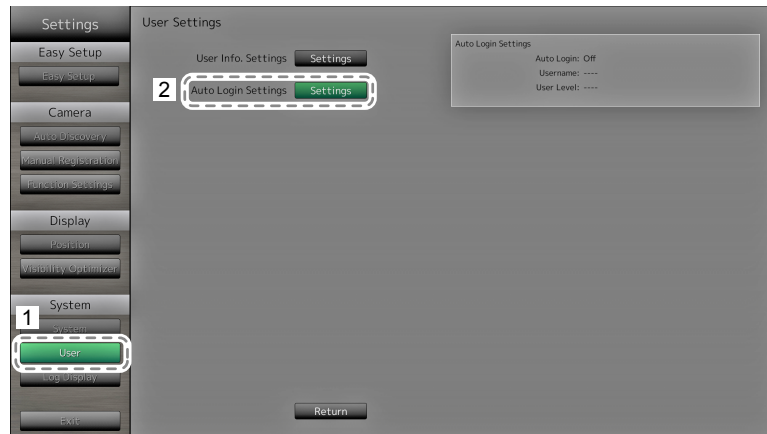 Settings
Easy Setup
Easy Setup
Camera
Auto Discovery
Manual Registration
Function Settings
Display
Position
Visibility Optimizer
System
1
System
User
Log Display
Exit
User Settings
User Info. Settings Settings
2 Auto Login Settings Settings
Auto Login Settings
Auto Login: Off
Username: ----
User Level: ----
Return